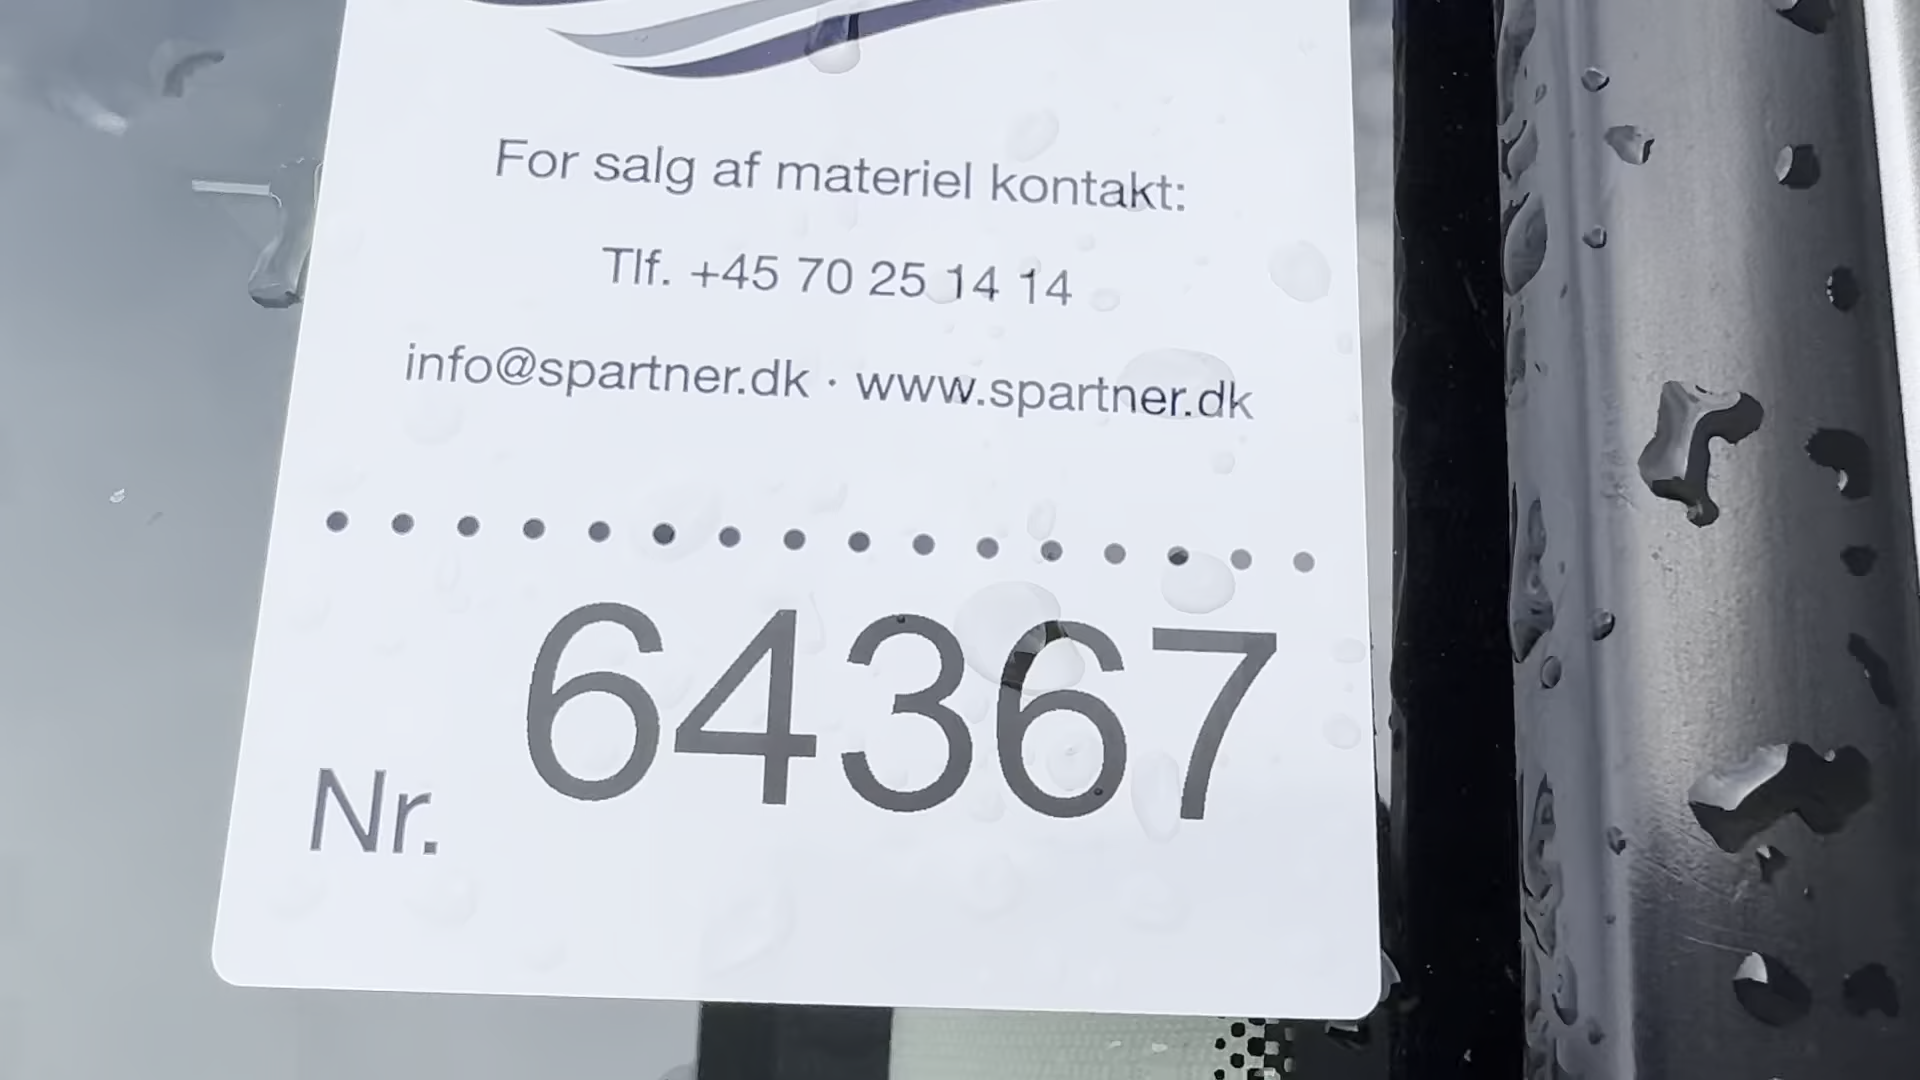 For salg af materiel kontakt:
Tlf. +45 70 25 14 14
info@spartner.dk · www.spartner.dk
Nr. 64367